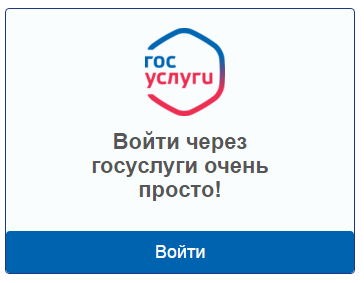 гос
услуги
Войти через
госуслуги очень
просто!
Войти